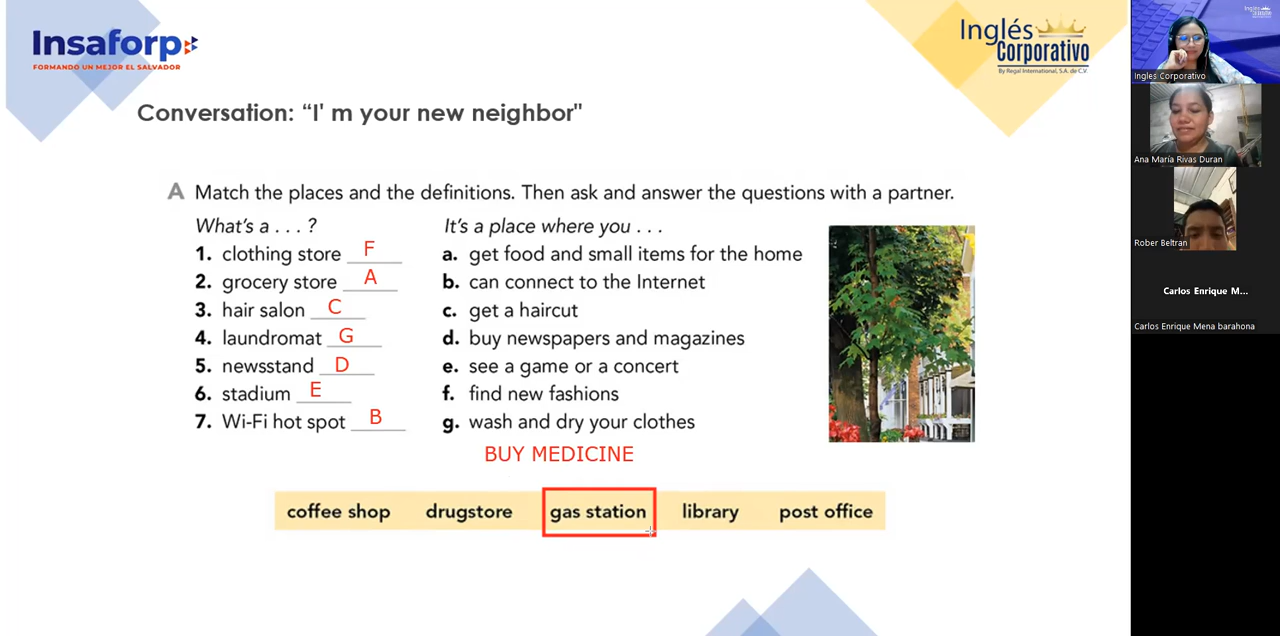 Insaforp
FORMANDO UN MEJOR EL SALVADOR
Inglés
Corporativo
By Regal International, S.A. de C.V.
Conversation: “I' m your new neighbor"
A Match the places and the definitions. Then ask and answer the questions with a partner.
What's a . . . ? It's a place where you . . .
1. clothing store F a. get food and small items for the home
2. grocery store A b. can connect to the Internet
3. hair salon C c. get a haircut
4. laundromat G d. buy newspapers and magazines
5. newsstand D e. see a game or a concert
6. stadium E f. find new fashions
7. Wi-Fi hot spot B g. wash and dry your clothes
BUY MEDICINE
coffee shop drugstore gas station library post office
Ingles Corporativo
Ana María Rivas Duran
Rober Beltran
Carlos Enrique M...
Carlos Enrique Mena barahona